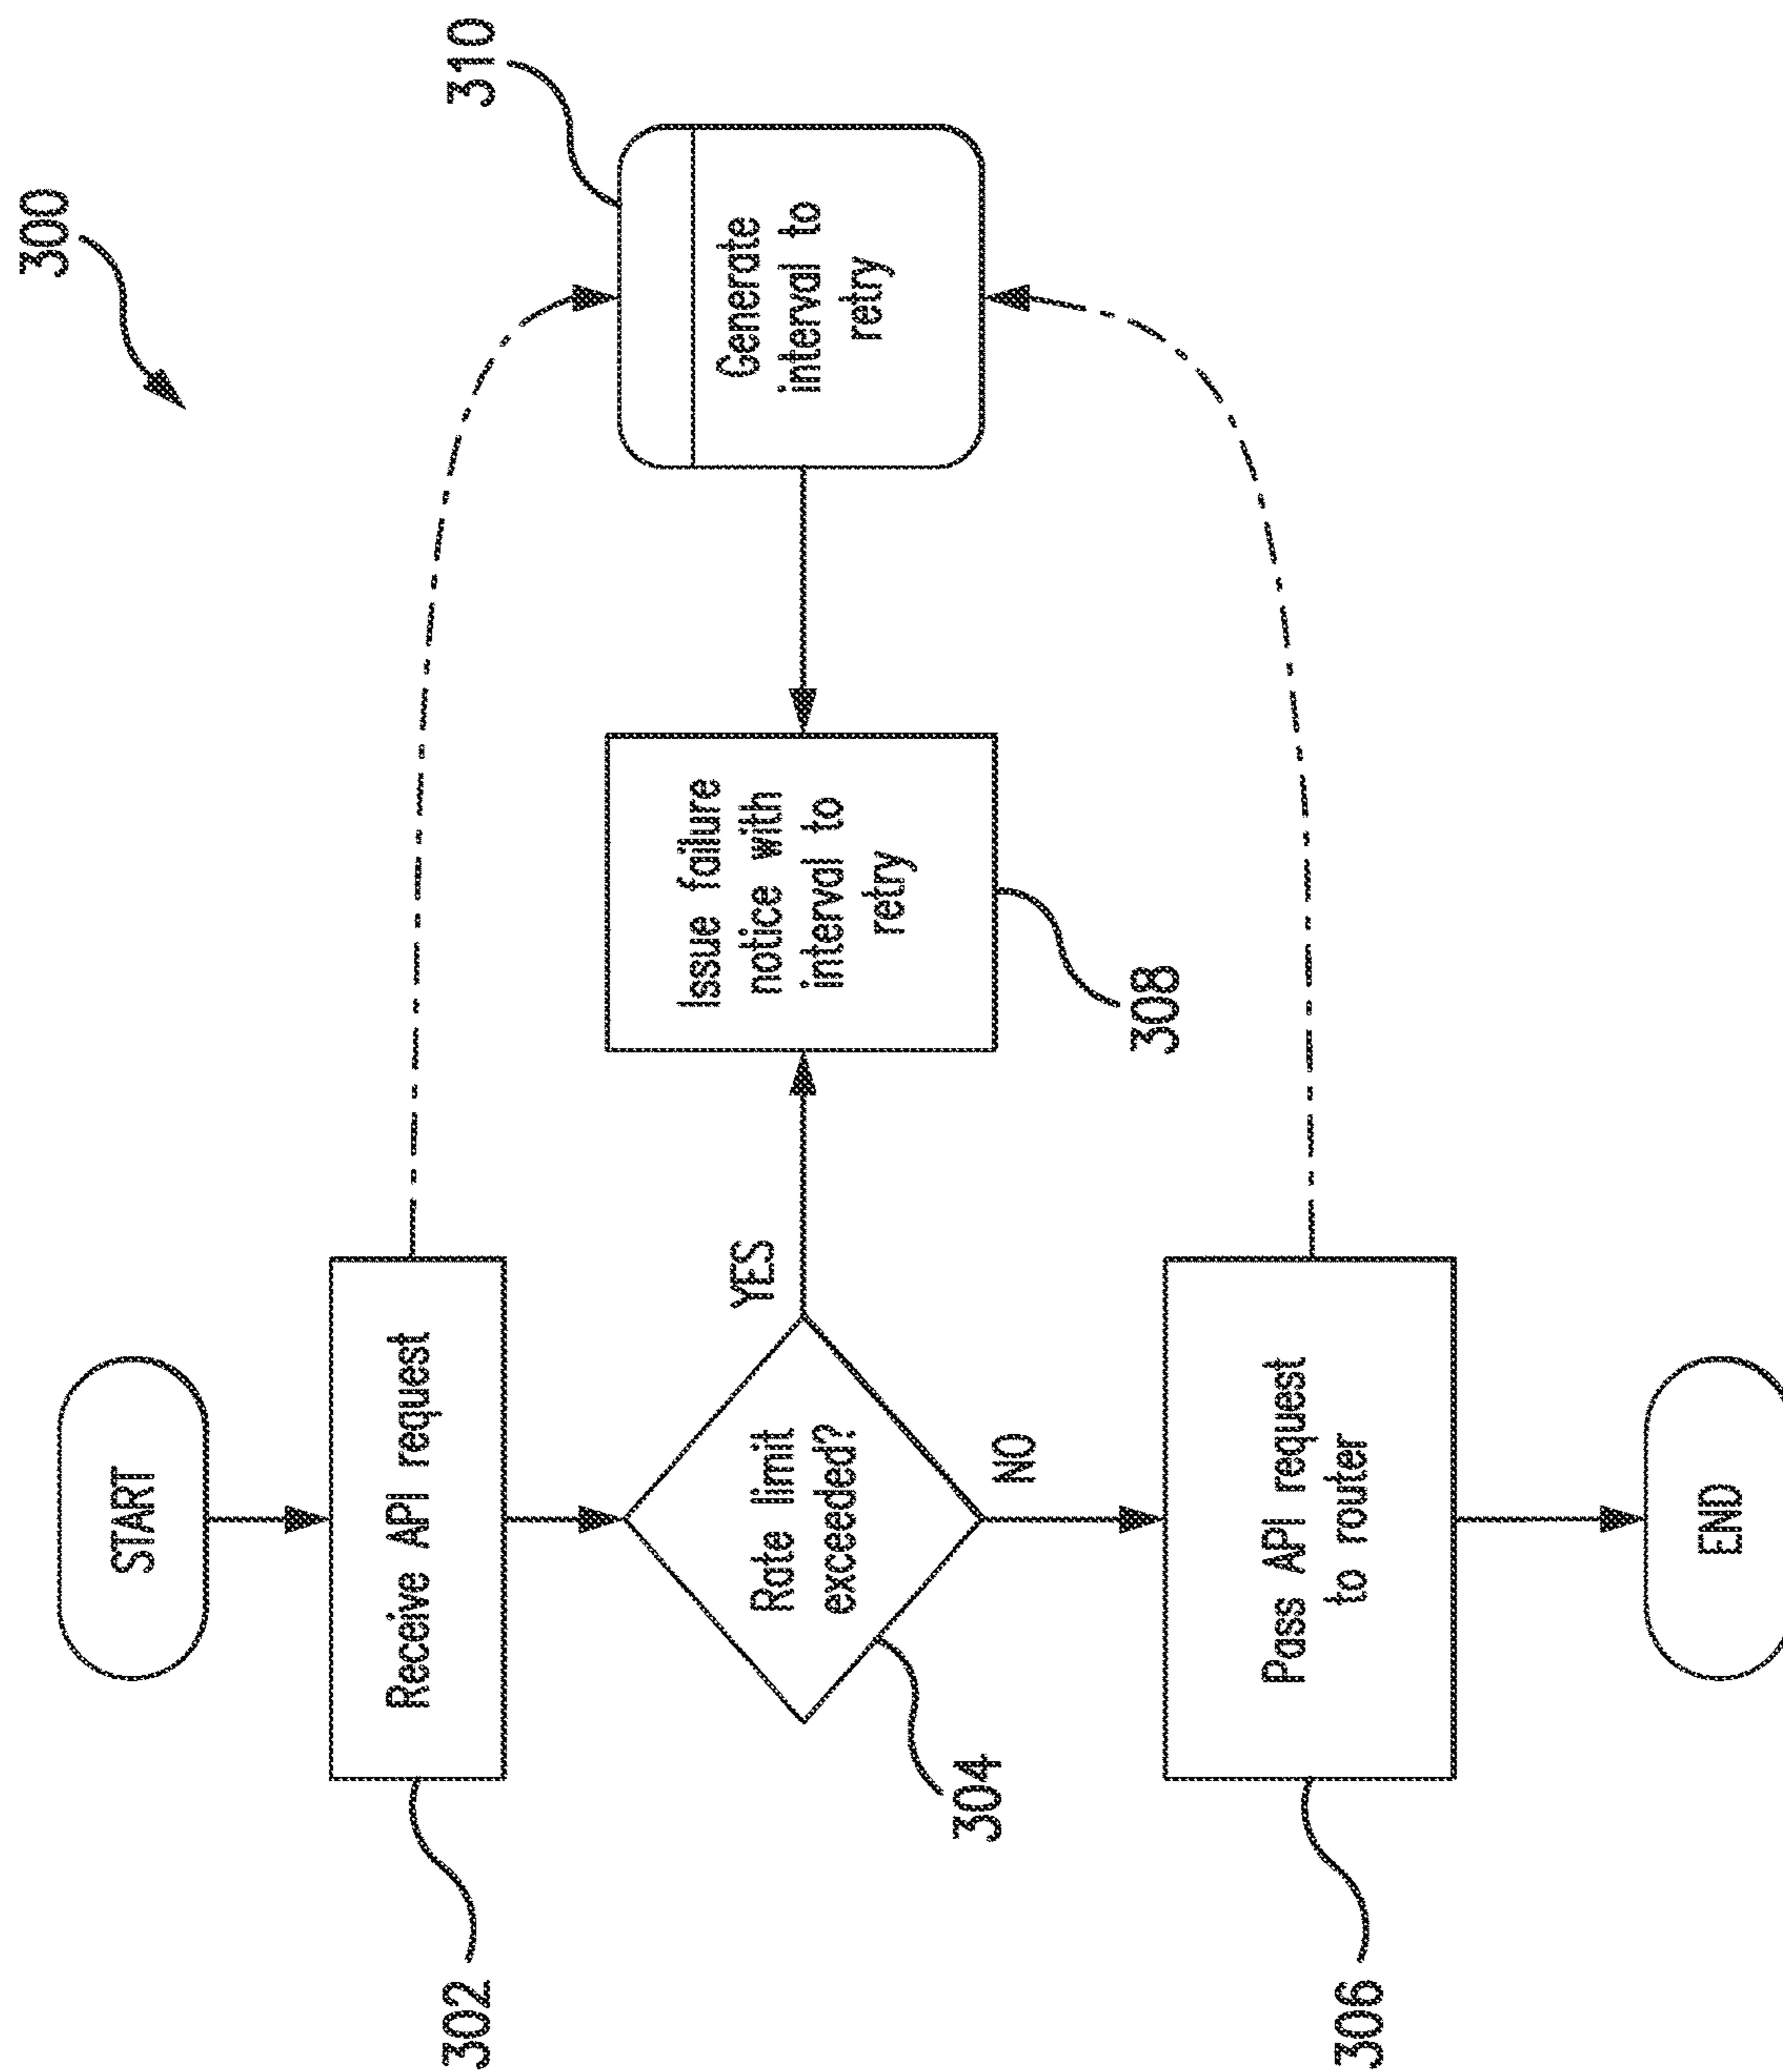 300
START
302
Receive API request
Rate limit
exceeded?
304
YES
NO
Issue failure
notice with
interval to
retry
308
310
Generate
interval to
retry
306
Pass API request
to router
END